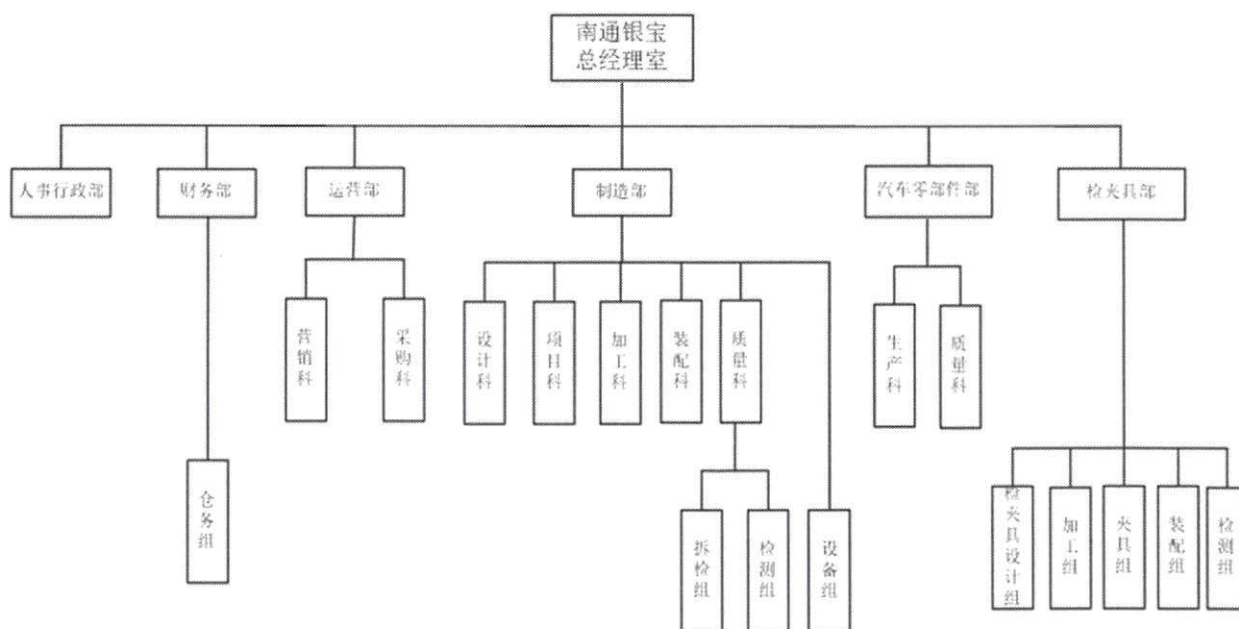 南通银宝
总经理室
人事行政部
财务部
运营部
制造部
汽车零部件部
检夹具部
营销科
采购科
设计科
项目科
加工科
装配科
质量科
生产科
质量科
仓务组
拆检组
检测组
设备组
检夹具设计组
加工组
夹具组
装配组
检测组